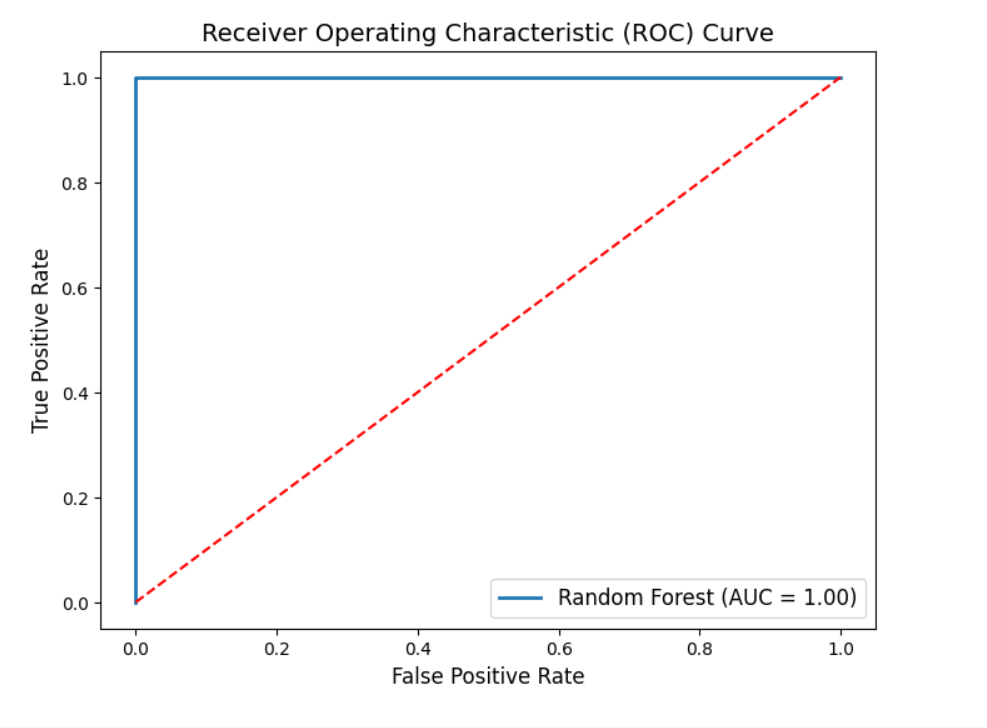 Receiver Operating Characteristic (ROC) Curve
True Positive Rate
1.0
0.8
0.6
0.4
0.2
0.0
Random Forest (AUC = 1.00)
0.0 0.2 0.4 0.6 0.8 1.0
False Positive Rate